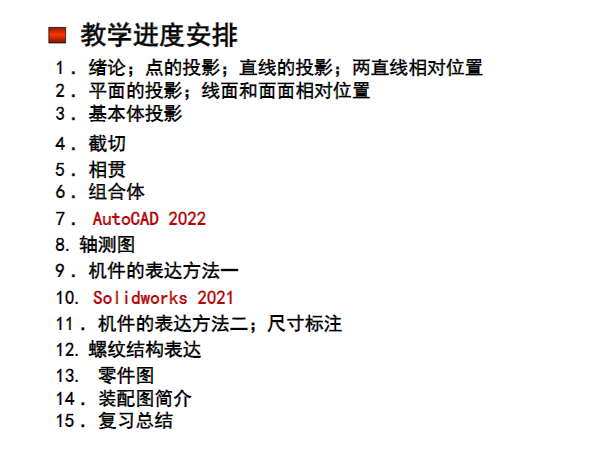 教学进度安排
1．绪论；点的投影；直线的投影；两直线相对位置
2．平面的投影；线面和面面相对位置
3．基本体投影
4．截切
5．相贯
6．组合体
7． AutoCAD 2022
8. 轴测图
9．机件的表达方法一
10. Solidworks 2021
11．机件的表达方法二；尺寸标注
12. 螺纹结构表达
13. 零件图
14．装配图简介
15．复习总结